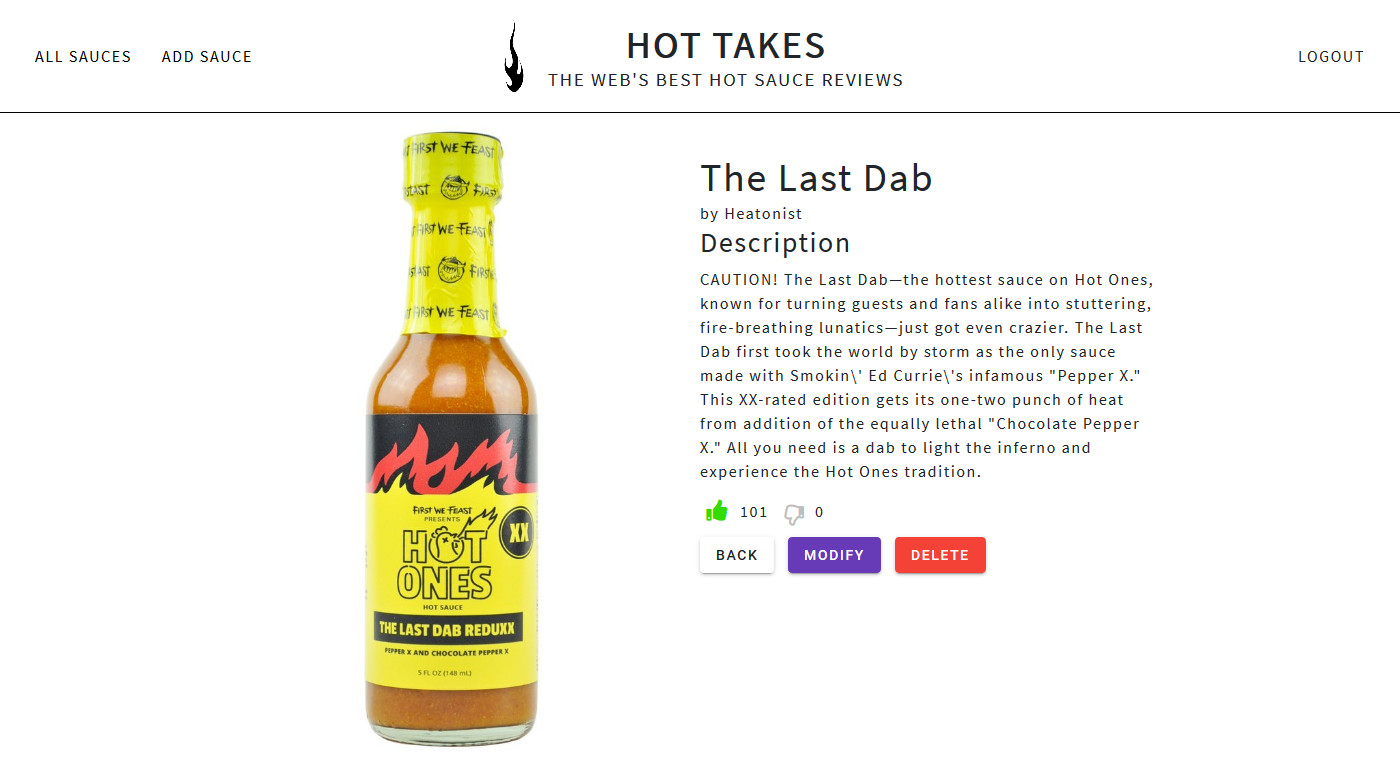 ALL SAUCES
ADD SAUCE
HOT TAKES
THE WEB'S BEST HOT SAUCE REVIEWS
LOGOUT
FIRST WE FEAST
FIRST WE FEAST
FIRST WE FEAST
FIRST WE FEAST
PRESENTS
HOT
ONES
XX
HOT SAUCE
THE LAST DAB REDUXX
PEPPER X AND CHOCOLATE PEPPER X
5 FL OZ (148 mL)
The Last Dab
by Heatonist
Description
CAUTION! The Last Dab—the hottest sauce on Hot Ones,
known for turning guests and fans alike into stuttering,
fire-breathing lunatics—just got even crazier. The Last
Dab first took the world by storm as the only sauce
made with Smokin\' Ed Currie\'s infamous "Pepper X."
This XX-rated edition gets its one-two punch of heat
from addition of the equally lethal "Chocolate Pepper
X." All you need is a dab to light the inferno and
experience the Hot Ones tradition.
101
0
BACK
MODIFY
DELETE